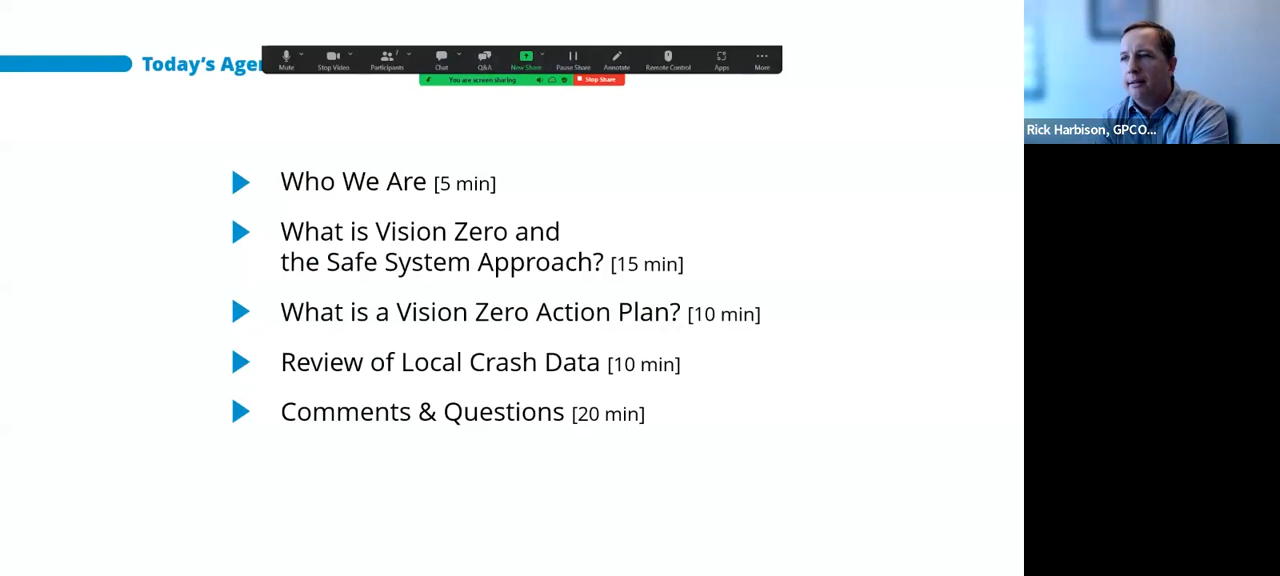 Today's Agen
Mute
Stop Video
Participants
7
Chat
Q&A
New Share
Pause Share
Annotate
Remote Control
Apps
More
You are screen sharing
Stop Share
Rick Harbison, GPCO...
Who We Are [5 min]
What is Vision Zero and
the Safe System Approach? [15 min]
What is a Vision Zero Action Plan? [10 min]
Review of Local Crash Data [10 min]
Comments & Questions [20 min]